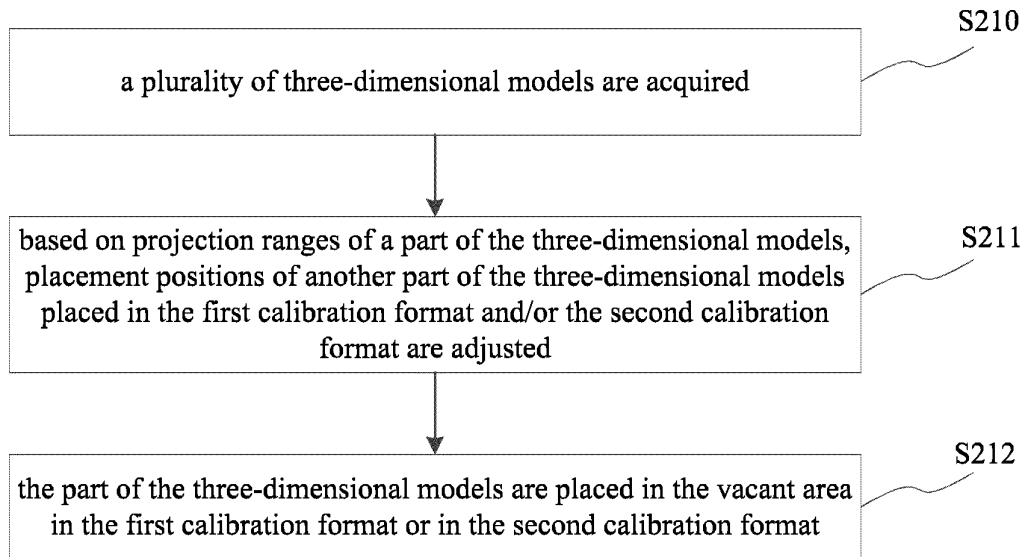 S210
a plurality of three-dimensional models are acquired
based on projection ranges of a part of the three-dimensional models,
placement positions of another part of the three-dimensional models
placed in the first calibration format and/or the second calibration
format are adjusted
S211
the part of the three-dimensional models are placed in the vacant area
in the first calibration format or in the second calibration format
S212